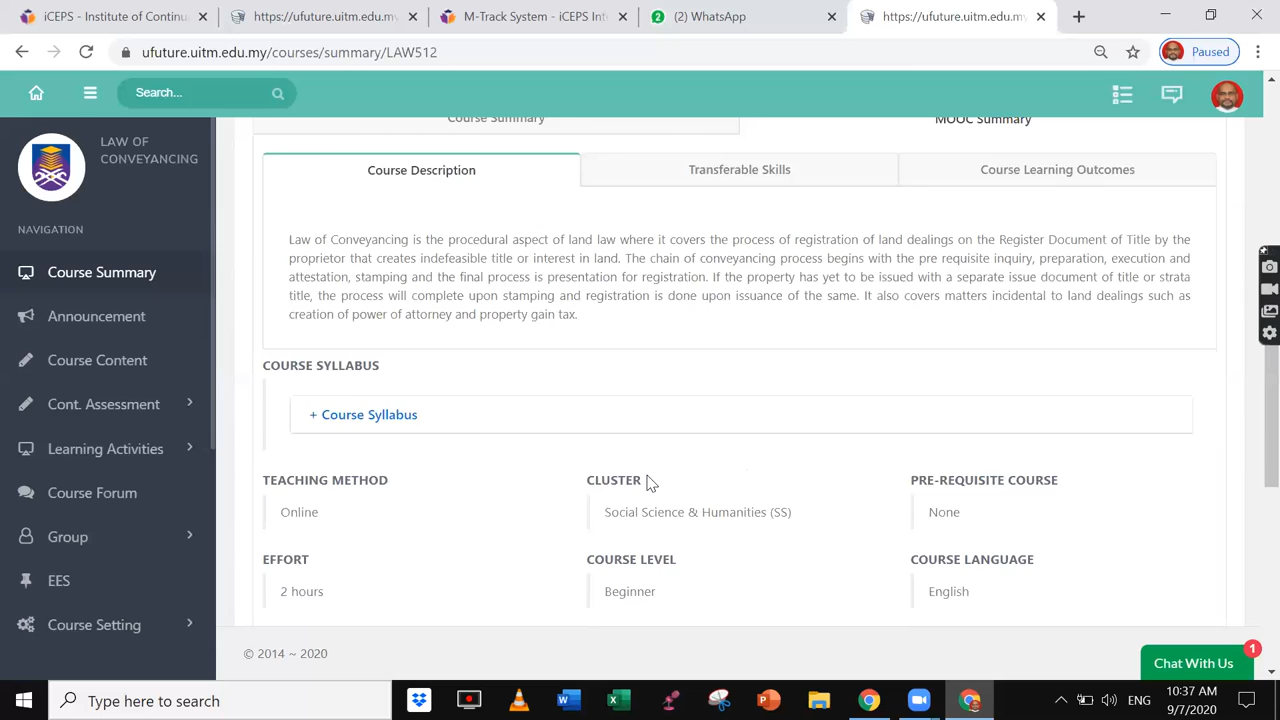 iCEPS - Institute of Continu
https://ufuture.uitm.edu.my/c
M-Track System - iCEPS Int
(2) WhatsApp
https://ufuture.uitm.edu.my/c
ufuture.uitm.edu.my/courses/summary/LAW512
Paused
Search...
LAW OF
CONVEYANCING
NAVIGATION
Course Summary
Announcement
Course Content
Cont. Assessment
Learning Activities
Course Forum
Group
EES
Course Setting
Course Summary
MOOC Summary
Course Description
Transferable Skills
Course Learning Outcomes
Law of Conveyancing is the procedural aspect of land law where it covers the process of registration of land dealings on the Register Document of Title by the
proprietor that creates indefeasible title or interest in land. The chain of conveyancing process begins with the pre requisite inquiry, preparation, execution and
attestation, stamping and the final process is presentation for registration. If the property has yet to be issued with a separate issue document of title or strata
title, the process will complete upon stamping and registration is done upon issuance of the same. It also covers matters incidental to land dealings such as
creation of power of attorney and property gain tax.
COURSE SYLLABUS
+ Course Syllabus
TEACHING METHOD
Online
CLUSTER
Social Science & Humanities (SS)
PRE-REQUISITE COURSE
None
EFFORT
2 hours
COURSE LEVEL
Beginner
COURSE LANGUAGE
English
© 2014 ~ 2020
Chat With Us
1
Type here to search
ENG
10:37 AM
9/7/2020